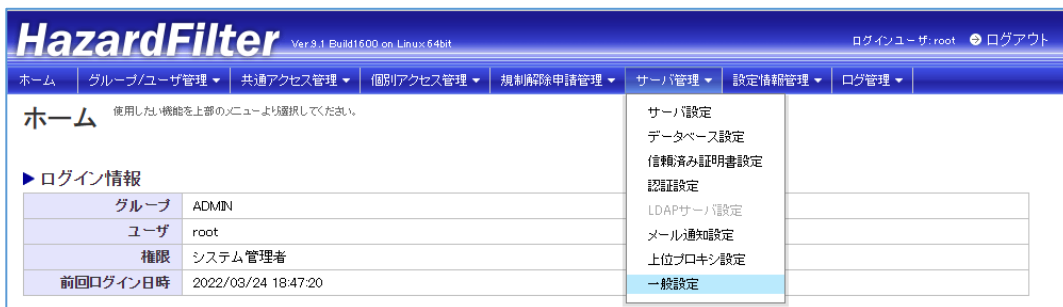 HazardFilter Ver.9.1 Build1600 on Linux 64bit ログインユーザ:root ログアウト
ホーム グループ/ユーザ管理▼ 共通アクセス管理▼ 個別アクセス管理▼ 規制解除申請管理▼ サーバ管理▼ 設定情報管理▼ ログ管理▼
ホーム 使用したい機能を上部のメニューより選択してください。
サーバ設定
データベース設定
信頼済み証明書設定
認証設定
LDAPサーバ設定
メール通知設定
上位プロキシ設定
一般設定
▶ログイン情報
グループ ADMIN
ユーザ root
権限 システム管理者
前回ログイン日時 2022/03/24 18:47:20